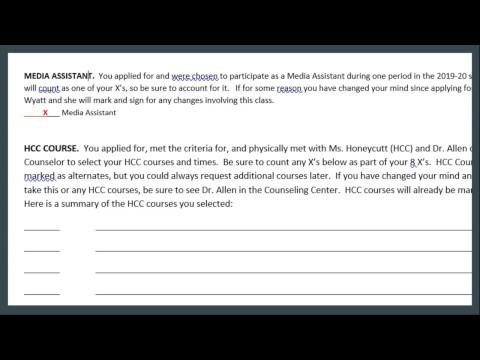 MEDIA ASSISTANT. You applied for and were chosen to participate as a Media Assistant during one period in the 2019-20 s
will count as one of your X's, so be sure to account for it. If for some reason you have changed your mind since applying fo
Wyatt and she will mark and sign for any changes involving this class.
X Media Assistant
HCC COURSE. You applied for, met the criteria for, and physically met with Ms. Honeycutt (HCC) and Dr. Allen
Counselor to select your HCC courses and times. Be sure to count any X's below as part of your 8 X's. HCC Cou
marked as alternates, but you could always request additional courses later. If you have changed your mind an
take this or any HCC courses, be sure to see Dr. Allen in the Counseling Center. HCC courses will already be mar
Here is a summary of the HCC courses you selected: